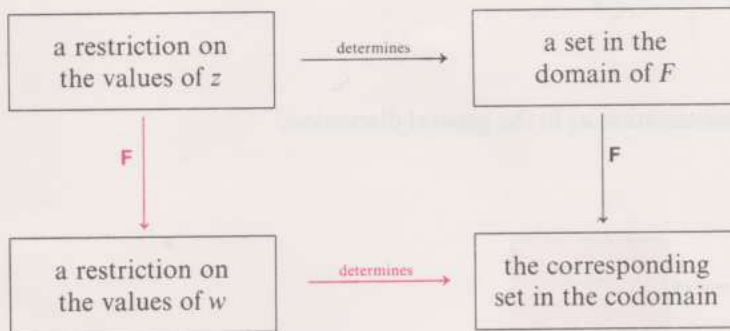 a restriction on
the values of z
determines
a set in the
domain of F
F
F
a restriction on
the values of w
determines
the corresponding
set in the codomain